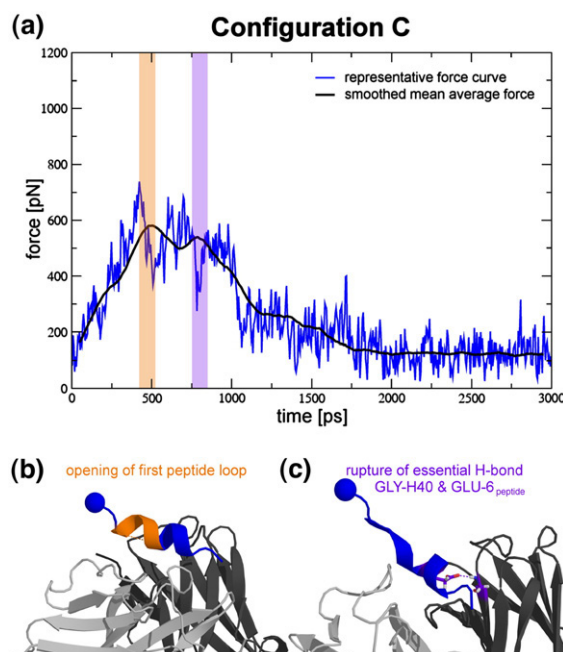 (a) Configuration C
1200
1000
800
600
400
200
0
force [pN]
representative force curve
smoothed mean average force
0 500 1000 1500 2000 2500 3000
time [ps]
(b) opening of first peptide loop
(c) rupture of essential H-bond
GLY-H40 & GLU-6peptide